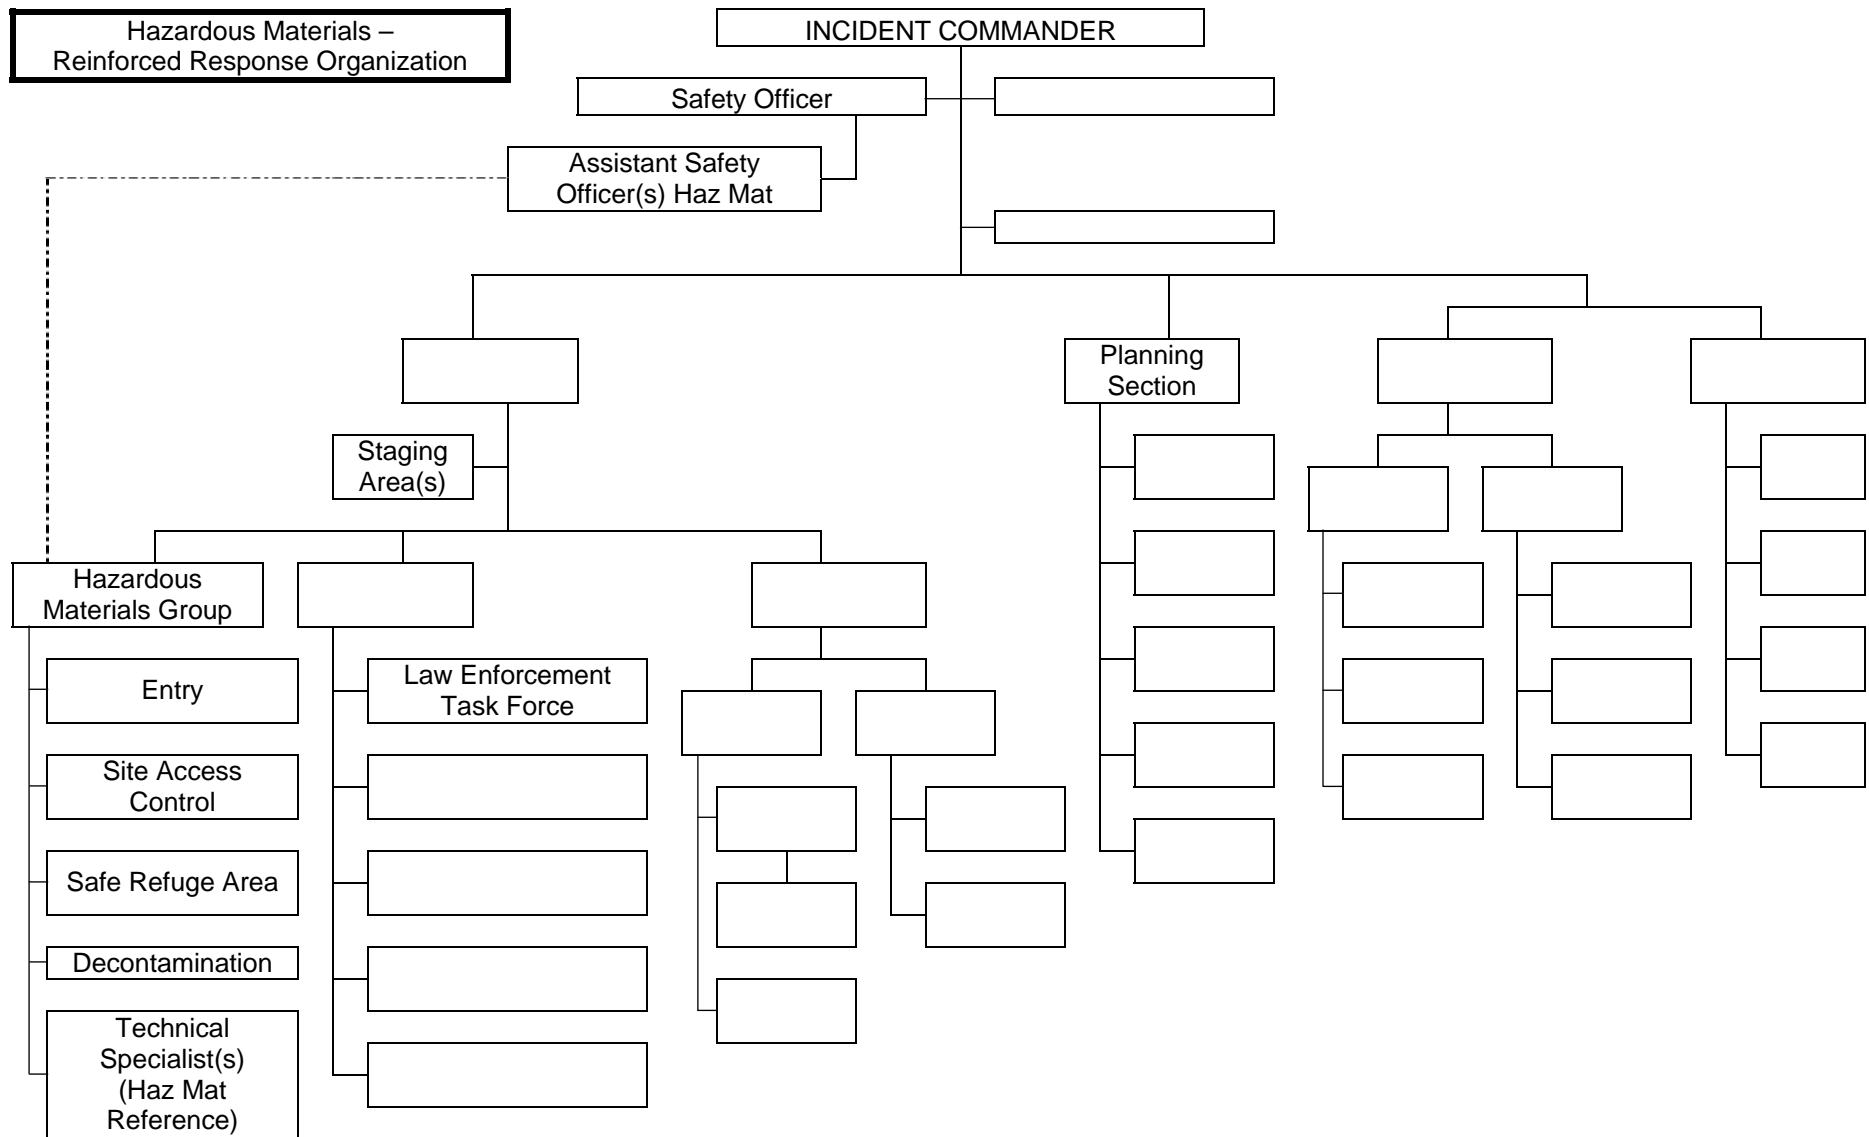 Hazardous Materials –
Reinforced Response Organization
INCIDENT COMMANDER
Safety Officer
Assistant Safety
Officer(s) Haz Mat
Planning
Section
Staging
Area(s)
Hazardous
Materials Group
Entry
Law Enforcement
Task Force
Site Access
Control
Safe Refuge Area
Decontamination
Technical
Specialist(s)
(Haz Mat
Reference)